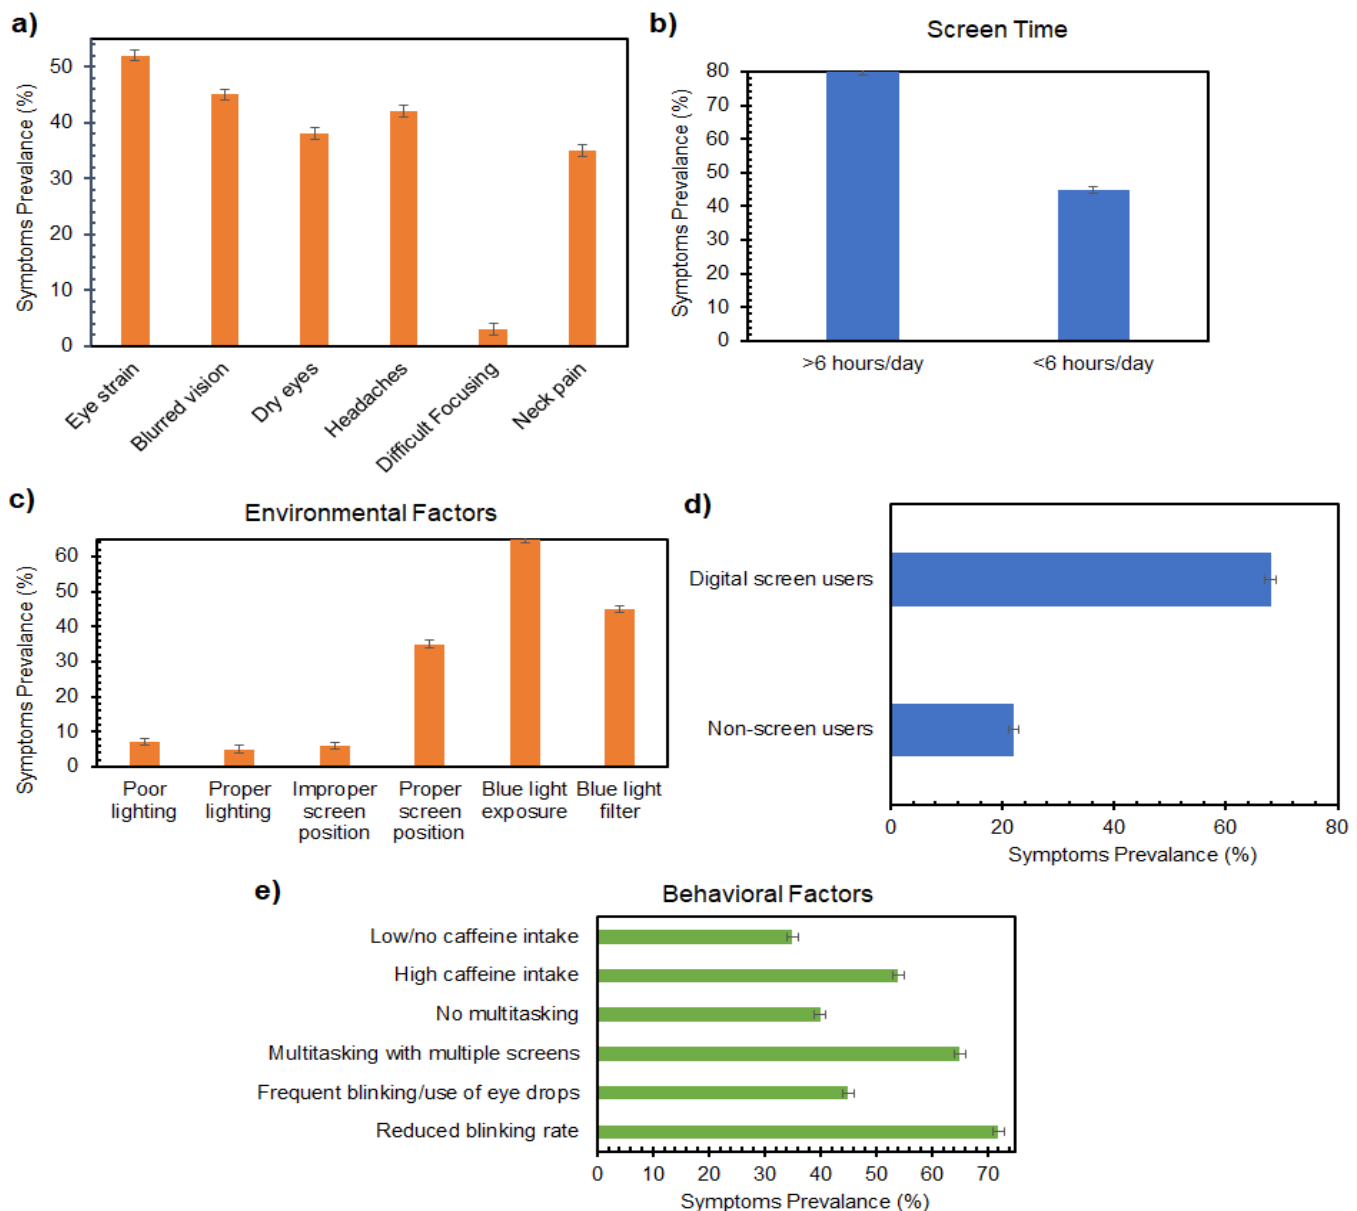 a)
Symptoms Prevalance (%)
50
40
30
20
10
0
Eye strain
Blurred vision
Dry eyes
Headaches
Difficult Focusing
Neck pain
b)
Screen Time
Symptoms Prevalance (%)
80
70
60
50
40
30
20
10
0
>6 hours/day
<6 hours/day
c)
Environmental Factors
Symptoms Prevalance (%)
60
50
40
30
20
10
0
Poor
lighting
Proper
lighting
Improper
screen
position
Proper
screen
position
Blue light
exposure
Blue light
filter
d)
Digital screen users
Non-screen users
0 20 40 60 80
Symptoms Prevalance (%)
e)
Behavioral Factors
Low/no caffeine intake
High caffeine intake
No multitasking
Multitasking with multiple screens
Frequent blinking/use of eye drops
Reduced blinking rate
0 10 20 30 40 50 60 70
Symptoms Prevalance (%)